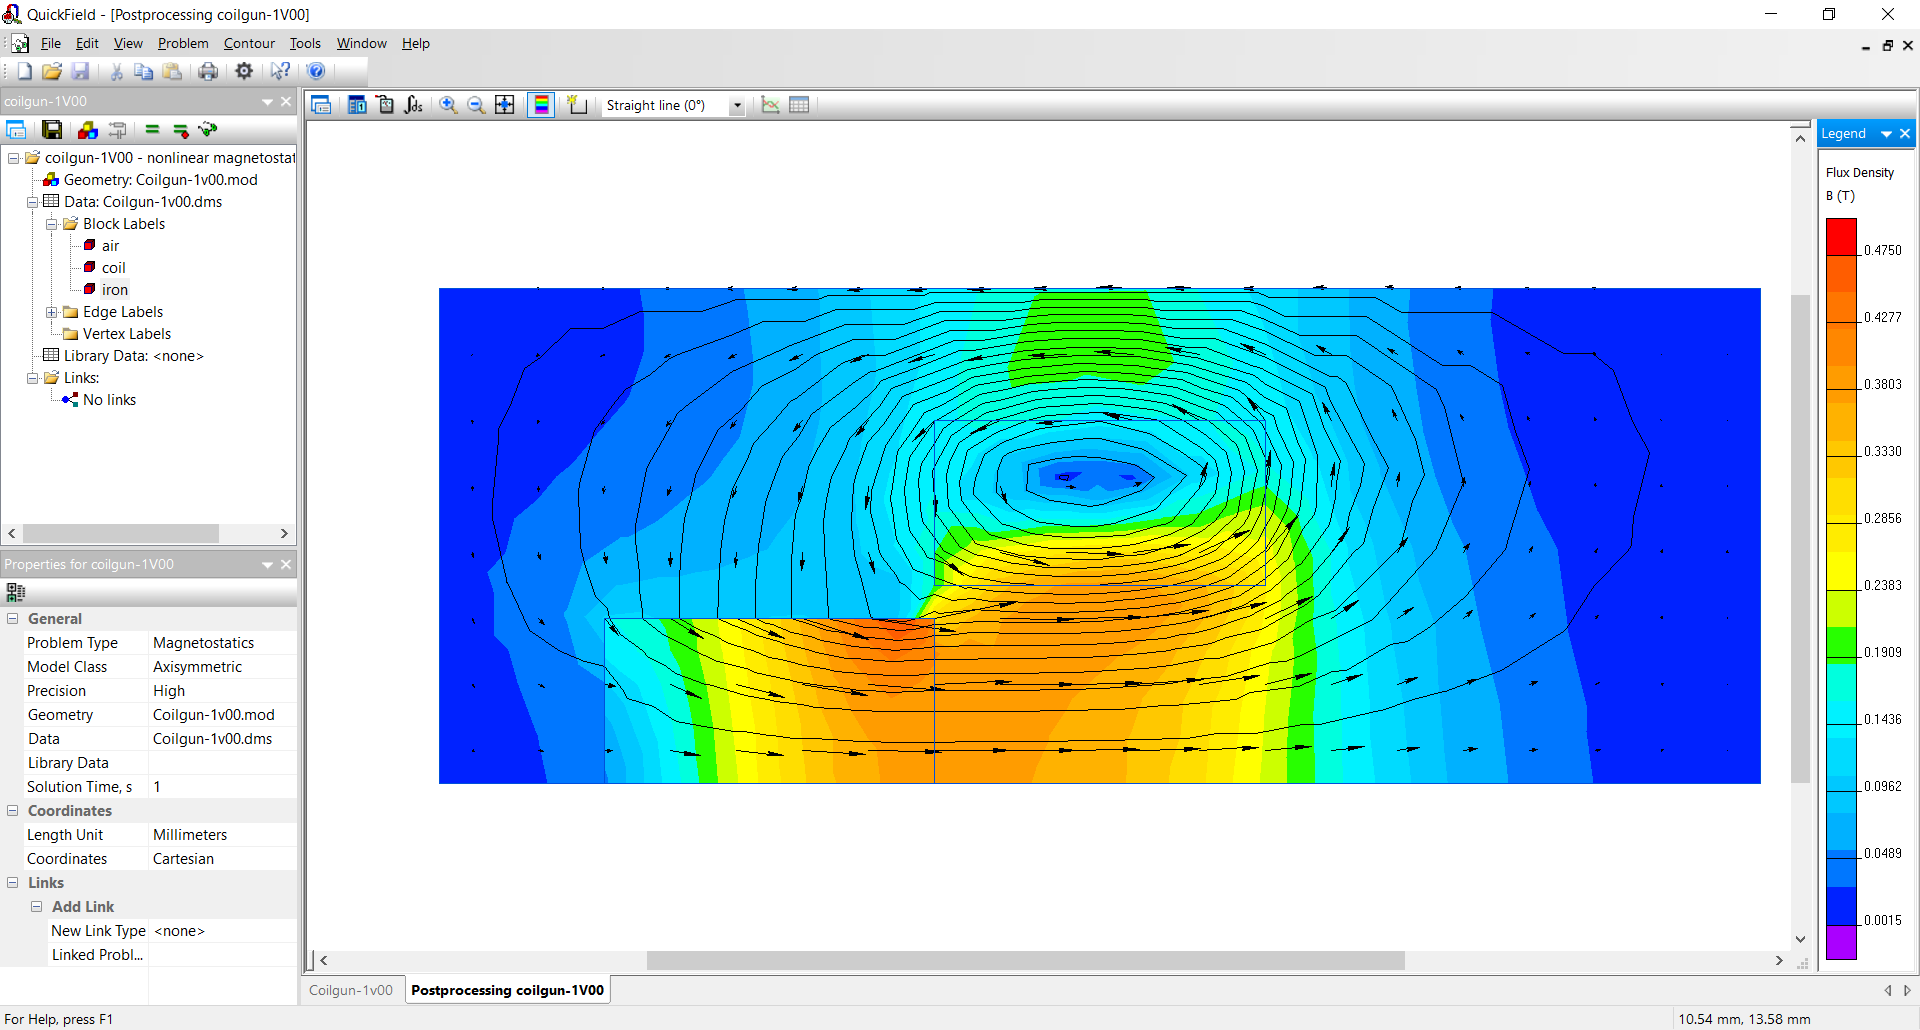 QuickField - [Postprocessing coilgun-1V00]
File Edit View Problem Contour Tools Window Help
coilgun-1V00
Straight line (0°)
coilgun-1V00 - nonlinear magnetostat
Geometry: Coilgun-1v00.mod
Data: Coilgun-1v00.dms
Block Labels
air
coil
iron
Edge Labels
Vertex Labels
Library Data: <none>
Links:
No links
Properties for coilgun-1V00
General
Problem Type Magnetostatics
Model Class Axisymmetric
Precision High
Geometry Coilgun-1v00.mod
Data Coilgun-1v00.dms
Library Data
Solution Time, s 1
Coordinates
Length Unit Millimeters
Coordinates Cartesian
Links
Add Link
New Link Type <none>
Linked Probl...
Legend
Flux Density
B (T)
0.4750
0.4277
0.3803
0.3330
0.2856
0.2383
0.1909
0.1436
0.0962
0.0489
0.0015
Coilgun-1v00
Postprocessing coilgun-1V00
For Help, press F1
10.54 mm, 13.58 mm